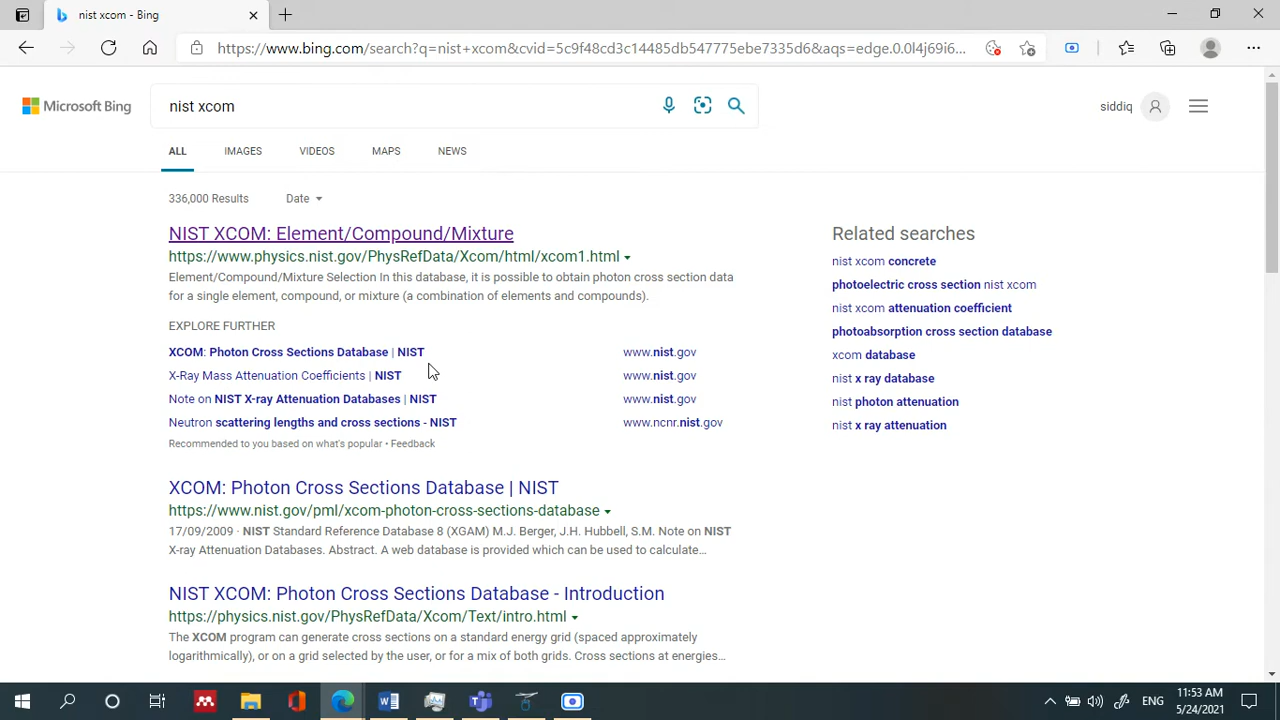 nist xcom - Bing
https://www.bing.com/search?q=nist+xcom&cvid=5c9f48cd3c14485db547775ebe7335d6&aqs=edge.0.0l4j69i6...
Microsoft Bing
nist xcom
siddiq
ALL IMAGES VIDEOS MAPS NEWS
336,000 Results Date
NIST XCOM: Element/Compound/Mixture
https://www.physics.nist.gov/PhysRefData/Xcom/html/xcom1.html
Element/Compound/Mixture Selection In this database, it is possible to obtain photon cross section data
for a single element, compound, or mixture (a combination of elements and compounds).
EXPLORE FURTHER
XCOM: Photon Cross Sections Database | NIST www.nist.gov
X-Ray Mass Attenuation Coefficients | NIST www.nist.gov
Note on NIST X-ray Attenuation Databases | NIST www.nist.gov
Neutron scattering lengths and cross sections - NIST www.ncnr.nist.gov
Recommended to you based on what's popular • Feedback
XCOM: Photon Cross Sections Database | NIST
https://www.nist.gov/pml/xcom-photon-cross-sections-database
17/09/2009 · NIST Standard Reference Database 8 (XGAM) M.J. Berger, J.H. Hubbell, S.M. Note on NIST
X-ray Attenuation Databases. Abstract. A web database is provided which can be used to calculate…
NIST XCOM: Photon Cross Sections Database - Introduction
https://physics.nist.gov/PhysRefData/Xcom/Text/intro.html
The XCOM program can generate cross sections on a standard energy grid (spaced approximately
logarithmically), or on a grid selected by the user, or for a mix of both grids. Cross sections at energies…
Related searches
nist xcom concrete
photoelectric cross section nist xcom
nist xcom attenuation coefficient
photoabsorption cross section database
xcom database
nist x ray database
nist photon attenuation
nist x ray attenuation
ENG
11:53 AM
5/24/2021